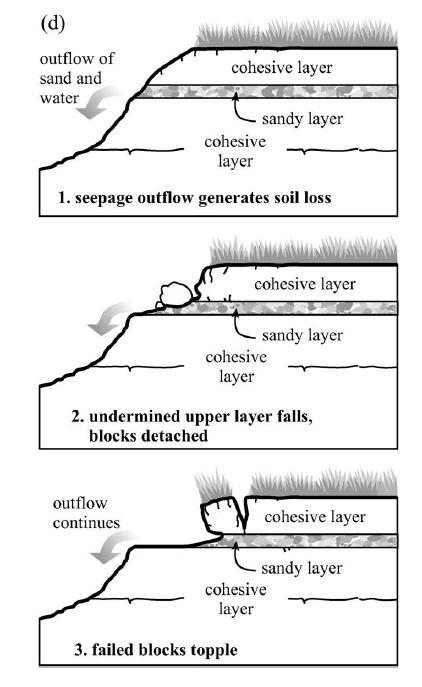 (d)
outflow of
sand and
water
cohesive layer
sandy layer
cohesive
layer
1. seepage outflow generates soil loss
cohesive layer
sandy layer
cohesive
layer
2. undermined upper layer falls,
blocks detached
outflow
continues
cohesive layer
sandy layer
cohesive
layer
3. failed blocks topple